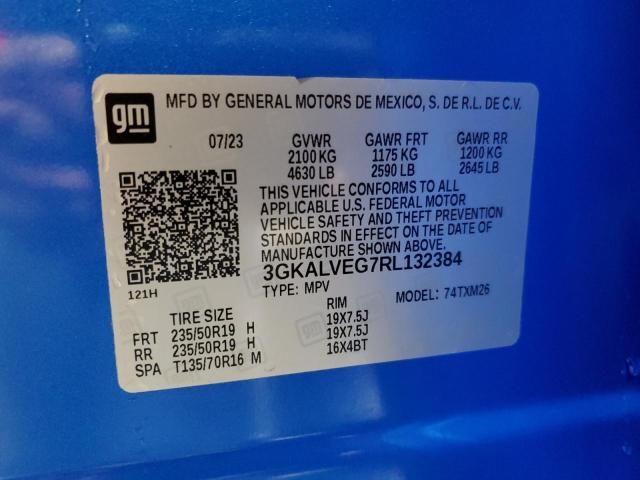 gm
MFD BY GENERAL MOTORS DE MEXICO, S. DE R.L. DE C.V.
07/23 GVWR GAWR FRT GAWR RR
2100 KG 1175 KG 1200 KG
4630 LB 2590 LB 2645 LB
THIS VEHICLE CONFORMS TO ALL
APPLICABLE U.S. FEDERAL MOTOR
VEHICLE SAFETY AND THEFT PREVENTION
STANDARDS IN EFFECT ON THE DATE OF
MANUFACTURE SHOWN ABOVE.
3GKALVEG7RL132384
121H TYPE: MPV MODEL: 74TXM26
TIRE SIZE RIM
FRT 235/50R19 H 19X7.5J
RR 235/50R19 H 19X7.5J
SPA T135/70R16 M 16X4BT